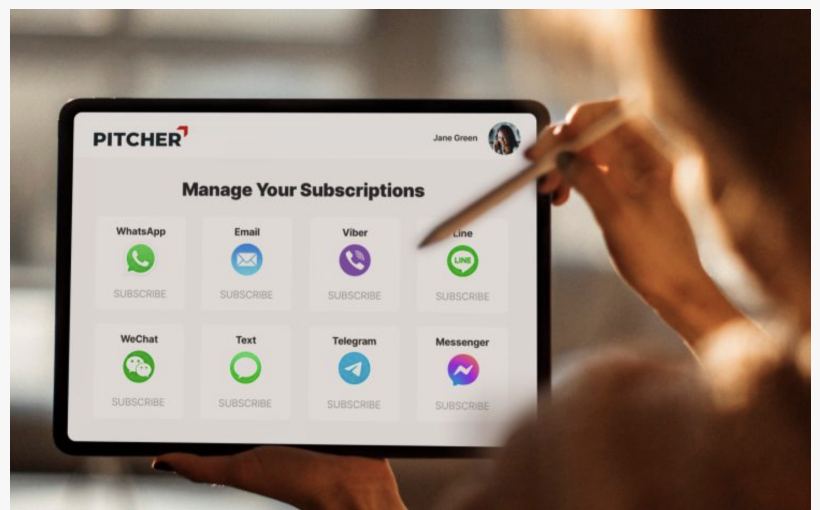 PITCHER
Jane Green
Manage Your Subscriptions
WhatsApp Email Viber Line
LINE
SUBSCRIBE SUBSCRIBE SUBSCRIBE SUBSCRIBE
WeChat Text Telegram Messenger
SUBSCRIBE SUBSCRIBE SUBSCRIBE SUBSCRIBE